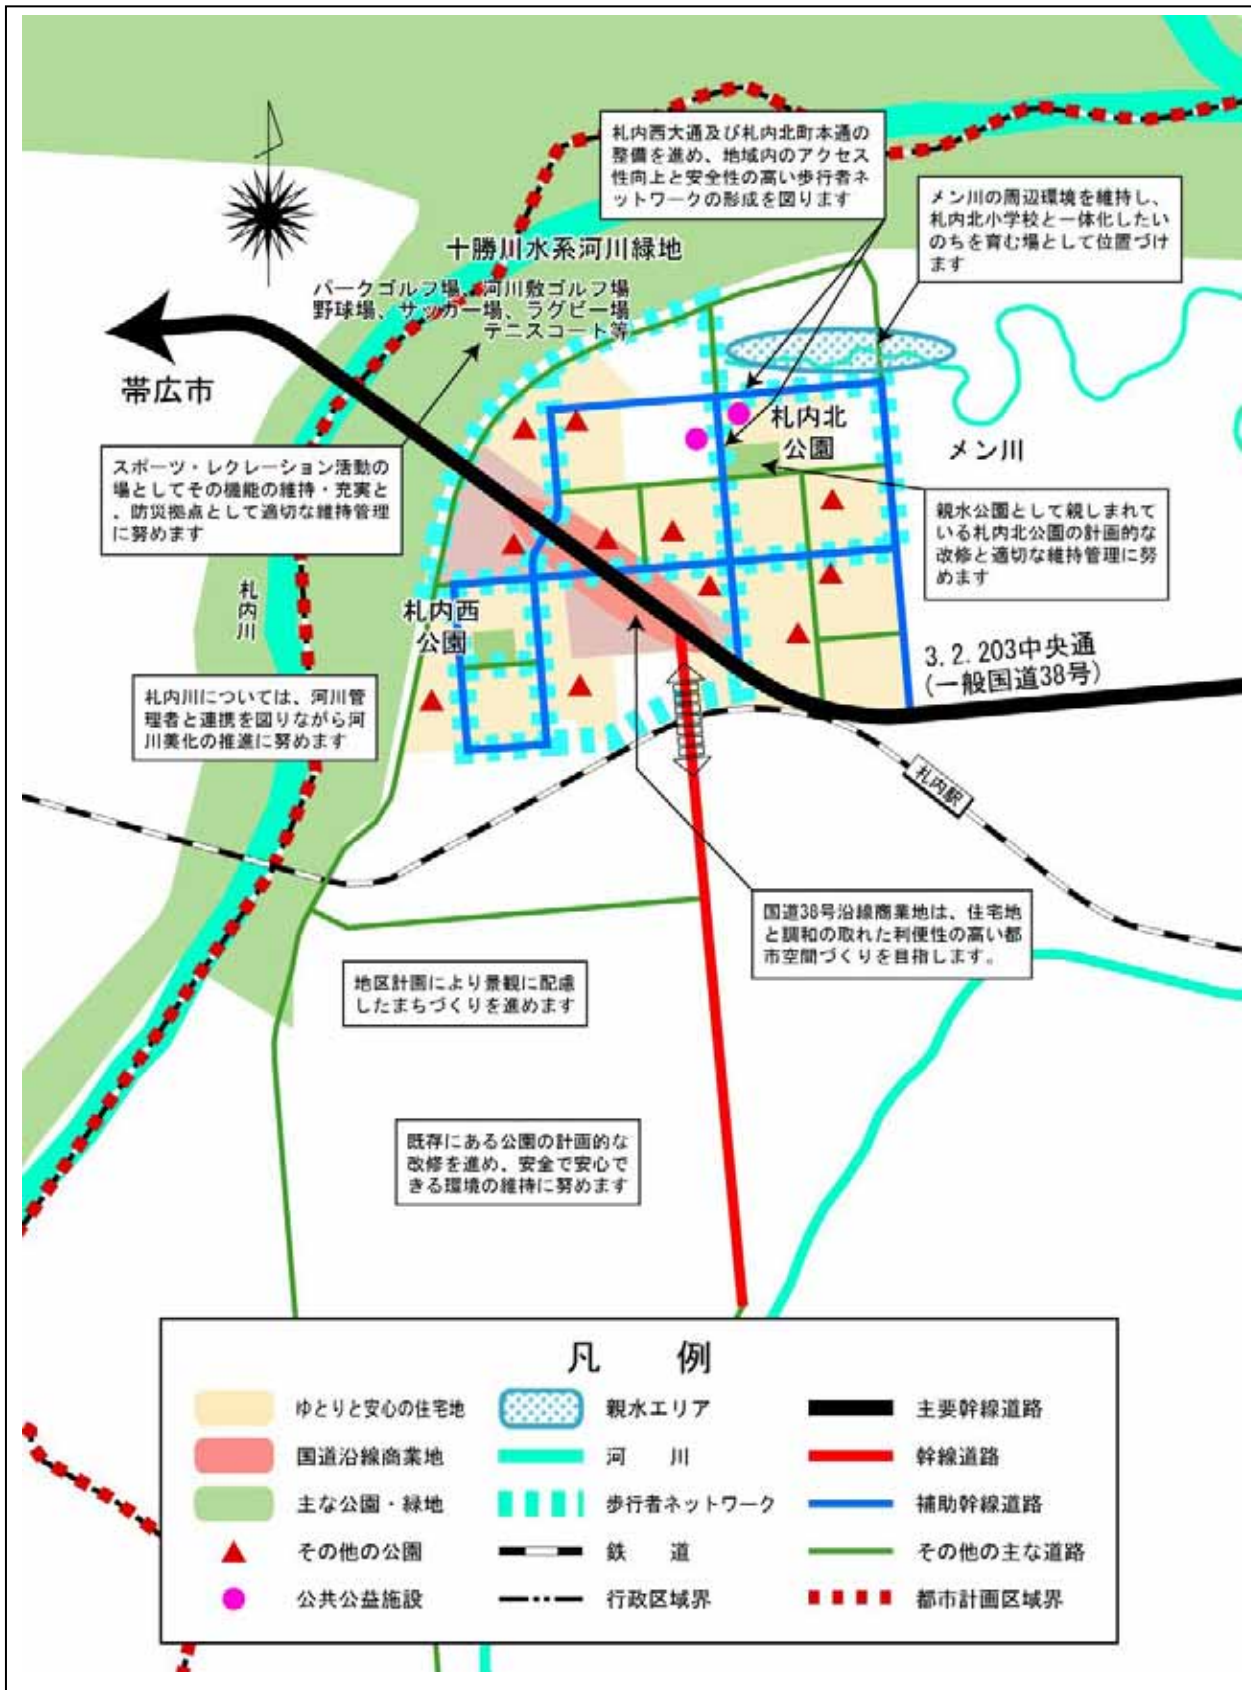 札内西大通及び札内北町本通の
整備を進め、地域内のアクセス
性向上と安全性の高い歩行者ネ
ットワークの形成を図ります
メン川の周辺環境を維持し、
札内北小学校と一体化したい
のちを育む場として位置づけ
ます
十勝川水系河川緑地
パークゴルフ場、河川敷ゴルフ場
野球場、サッカー場、ラグビー場
テニスコート等
帯広市
札内北
公園
メン川
スポーツ・レクレーション活動の
場としてその機能の維持・充実と
、防災拠点として適切な維持管理
に努めます
親水公園として親しまれて
いる札内北公園の計画的な
改修と適切な維持管理に努
めます
札内川
札内西
公園
3.2.203中央通
(一般国道38号)
札内川については、河川管
理者と連携を図りながら河
川美化の推進に努めます
札内駅
国道38号沿線商業地は、住宅地
と調和の取れた利便性の高い都
市空間づくりを目指します。
地区計画により景観に配慮
したまちづくりを進めます
既存にある公園の計画的な
改修を進め、安全で安心で
きる環境の維持に努めます
凡 例
ゆとりと安心の住宅地
国道沿線商業地
主な公園・緑地
その他の公園
公共公益施設
親水エリア
河 川
歩行者ネットワーク
鉄 道
行政区域界
主要幹線道路
幹線道路
補助幹線道路
その他の主な道路
都市計画区域界